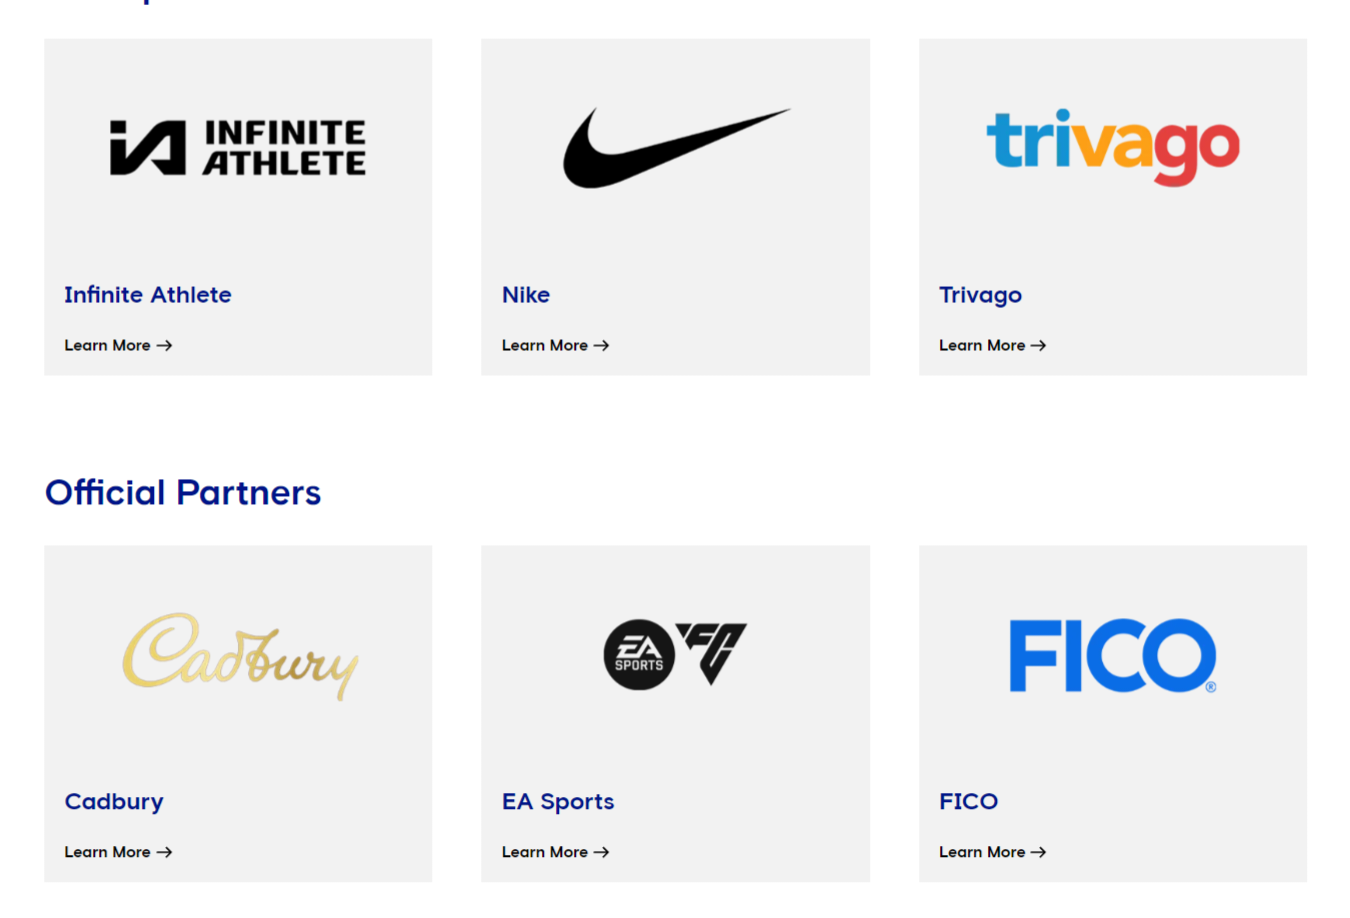 INFINITE
ATHLETE
trivago
Infinite Athlete
Nike
Trivago
Learn More →
Learn More →
Learn More →
Official Partners
Cadbury
EA
SPORTS
FC
FICO®
Cadbury
EA Sports
FICO
Learn More →
Learn More →
Learn More →